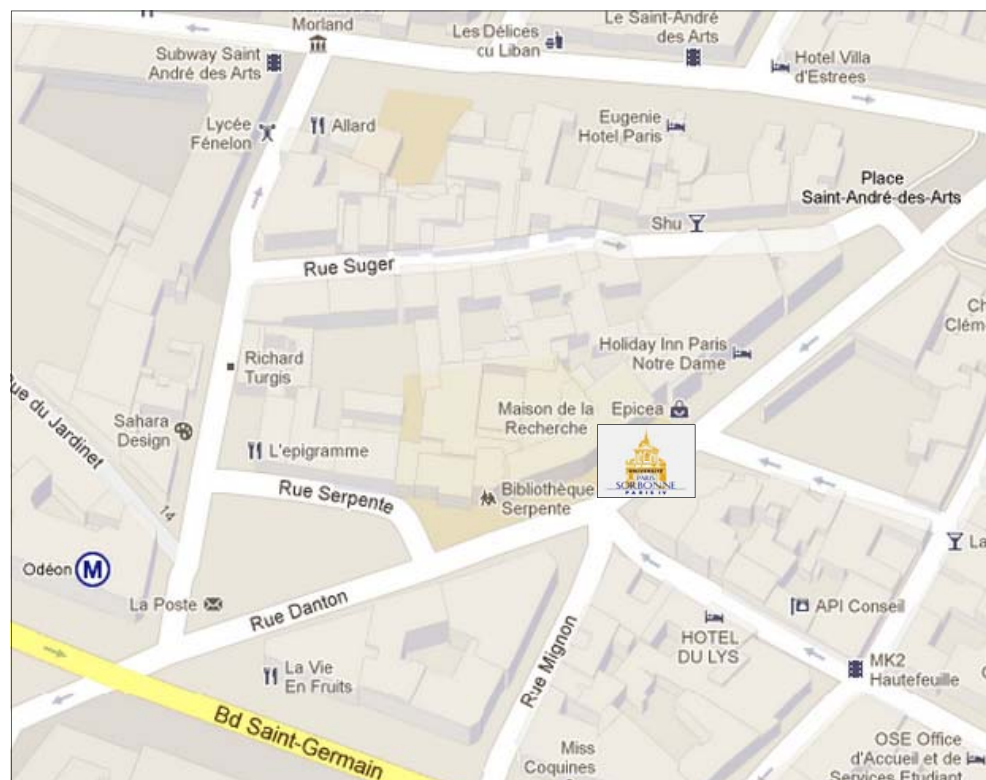 Morland
Les Délices
cu Liban
Le Saint-André
des Arts
Subway Saint
André des Arts
Hotel Villa
d'Estrees
Lycée
Fénelon
Allard
Eugenie
Hotel Paris
Place
Saint-André-des-Arts
Shu
Rue Suger
Holiday Inn Paris
Notre Dame
Richard
Turgis
Rue du Jardinet
Sahara
Design
Maison de la
Recherche
Epicea
L'epigramme
UNIVERSITÉ
PARIS
SORBONNE
PARIS IV
Rue Serpente
Bibliothèque
Serpente
14
Odéon
M
La Poste
Rue Danton
API Conseil
HOTEL
DU LYS
La Vie
En Fruits
Rue Mignon
MK2
Hautefeuille
Bd Saint-Germain
Miss
Coquines
OSE Office
d'Accueil et de
Services Etudiant